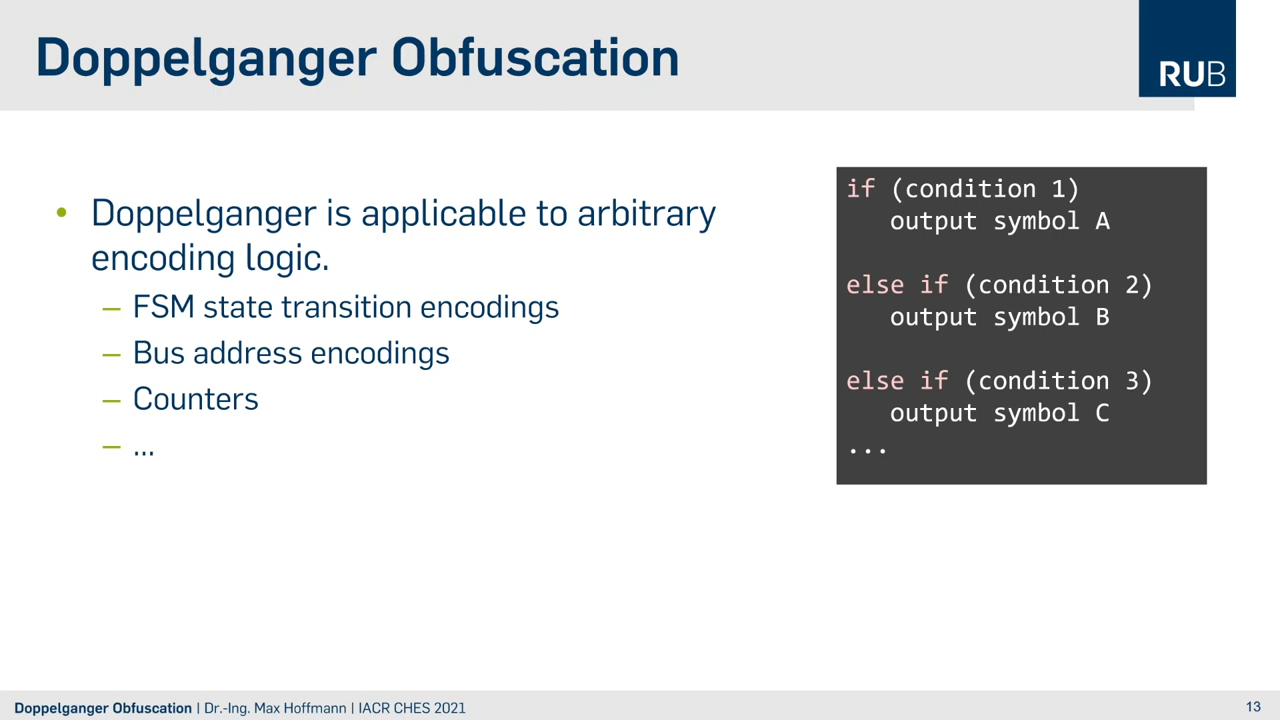 Doppelganger Obfuscation
RUB
• Doppelganger is applicable to arbitrary
encoding logic.
– FSM state transition encodings
– Bus address encodings
– Counters
– ...
if (condition 1)
output symbol A
else if (condition 2)
output symbol B
else if (condition 3)
output symbol C
...
Doppelganger Obfuscation | Dr.-Ing. Max Hoffmann | IACR CHES 2021
13